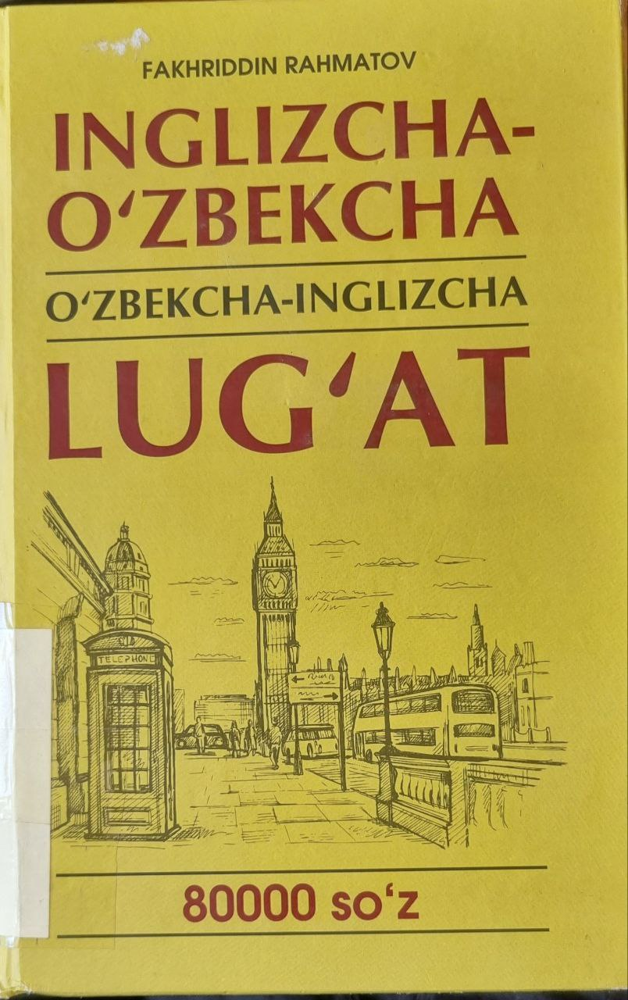 FAKHRIDDIN RAHMATOV
INGLIZCHA-
O‘ZBEKCHA
O‘ZBEKCHA-INGLIZCHA
LUG‘AT
TELEPHONE
80000 so‘z